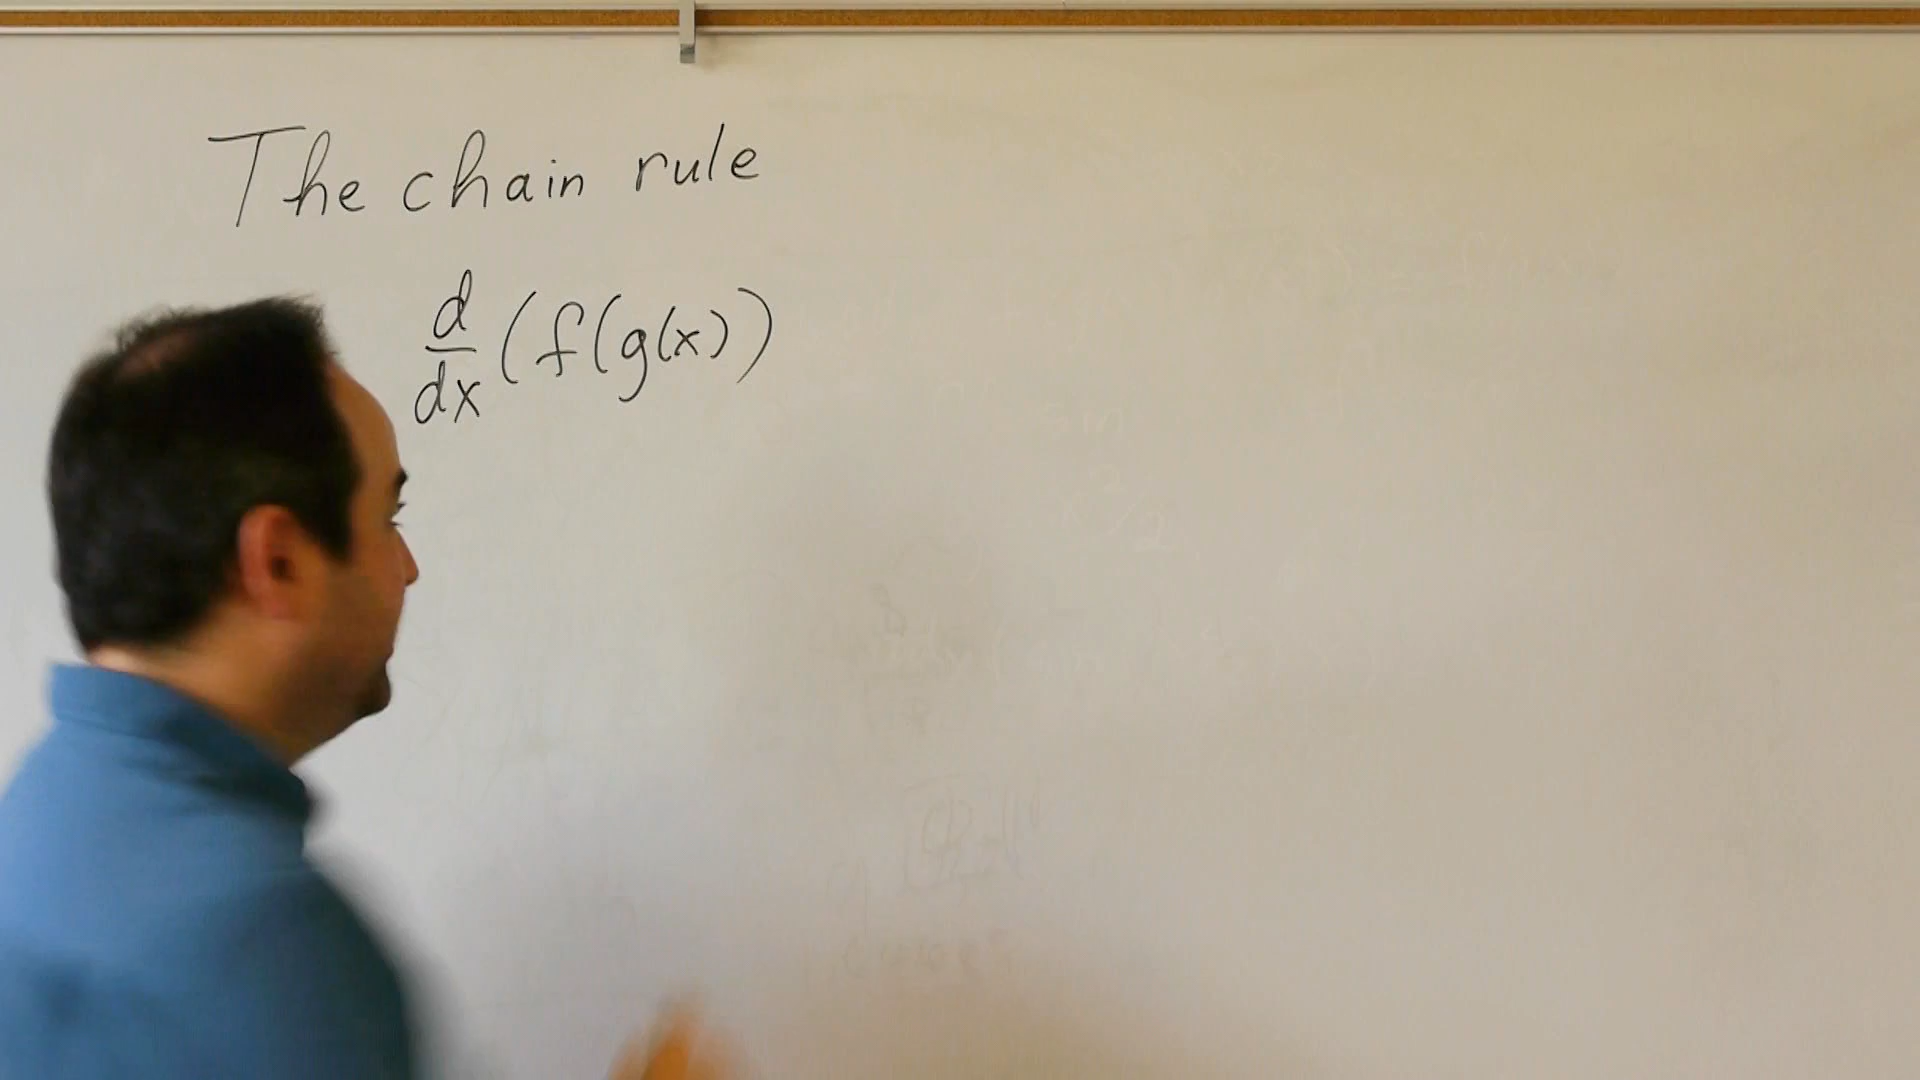 The chain rule
d/dx (f(g(x))